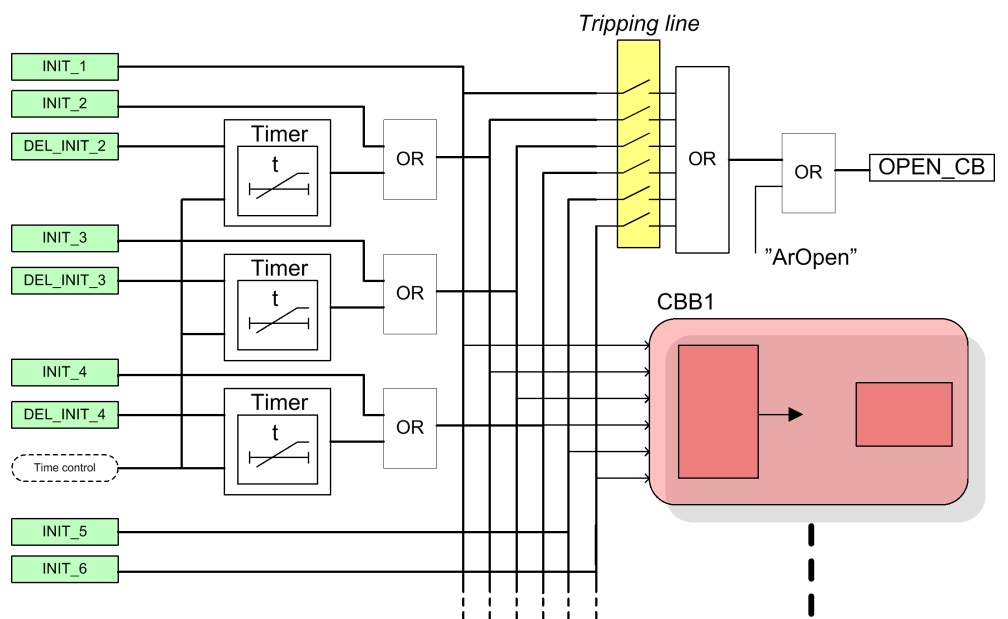 Tripping line
INIT_1
INIT_2
DEL_INIT_2
Timer
t
OR
OR
OR
OPEN_CB
”ArOpen”
INIT_3
DEL_INIT_3
Timer
t
OR
CBB1
INIT_4
DEL_INIT_4
Timer
t
OR
Time control
INIT_5
INIT_6